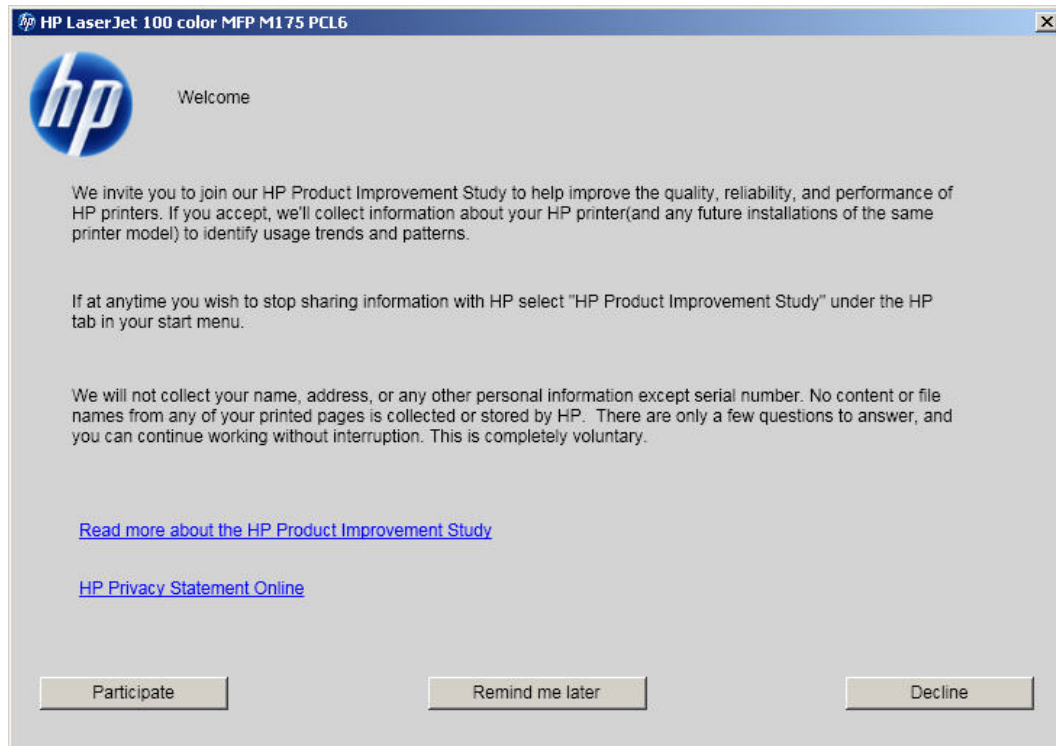 HP LaserJet 100 color MFP M175 PCL6
hp
Welcome
We invite you to join our HP Product Improvement Study to help improve the quality, reliability, and performance of
HP printers. If you accept, we'll collect information about your HP printer(and any future installations of the same
printer model) to identify usage trends and patterns.
If at anytime you wish to stop sharing information with HP select "HP Product Improvement Study" under the HP
tab in your start menu.
We will not collect your name, address, or any other personal information except serial number. No content or file
names from any of your printed pages is collected or stored by HP.  There are only a few questions to answer, and
you can continue working without interruption. This is completely voluntary.
Read more about the HP Product Improvement Study
HP Privacy Statement Online
Participate
Remind me later
Decline